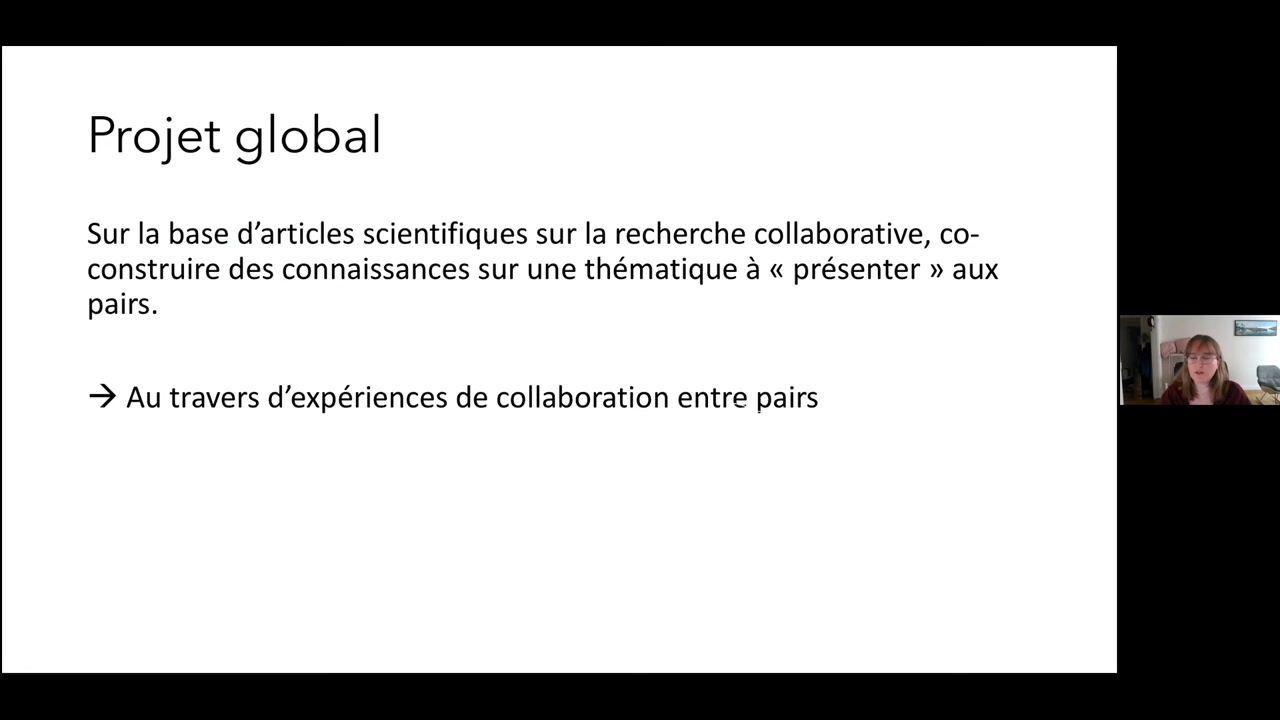 Projet global
Sur la base d’articles scientifiques sur la recherche collaborative, co-
construire des connaissances sur une thématique à « présenter » aux
pairs.
→ Au travers d’expériences de collaboration entre pairs